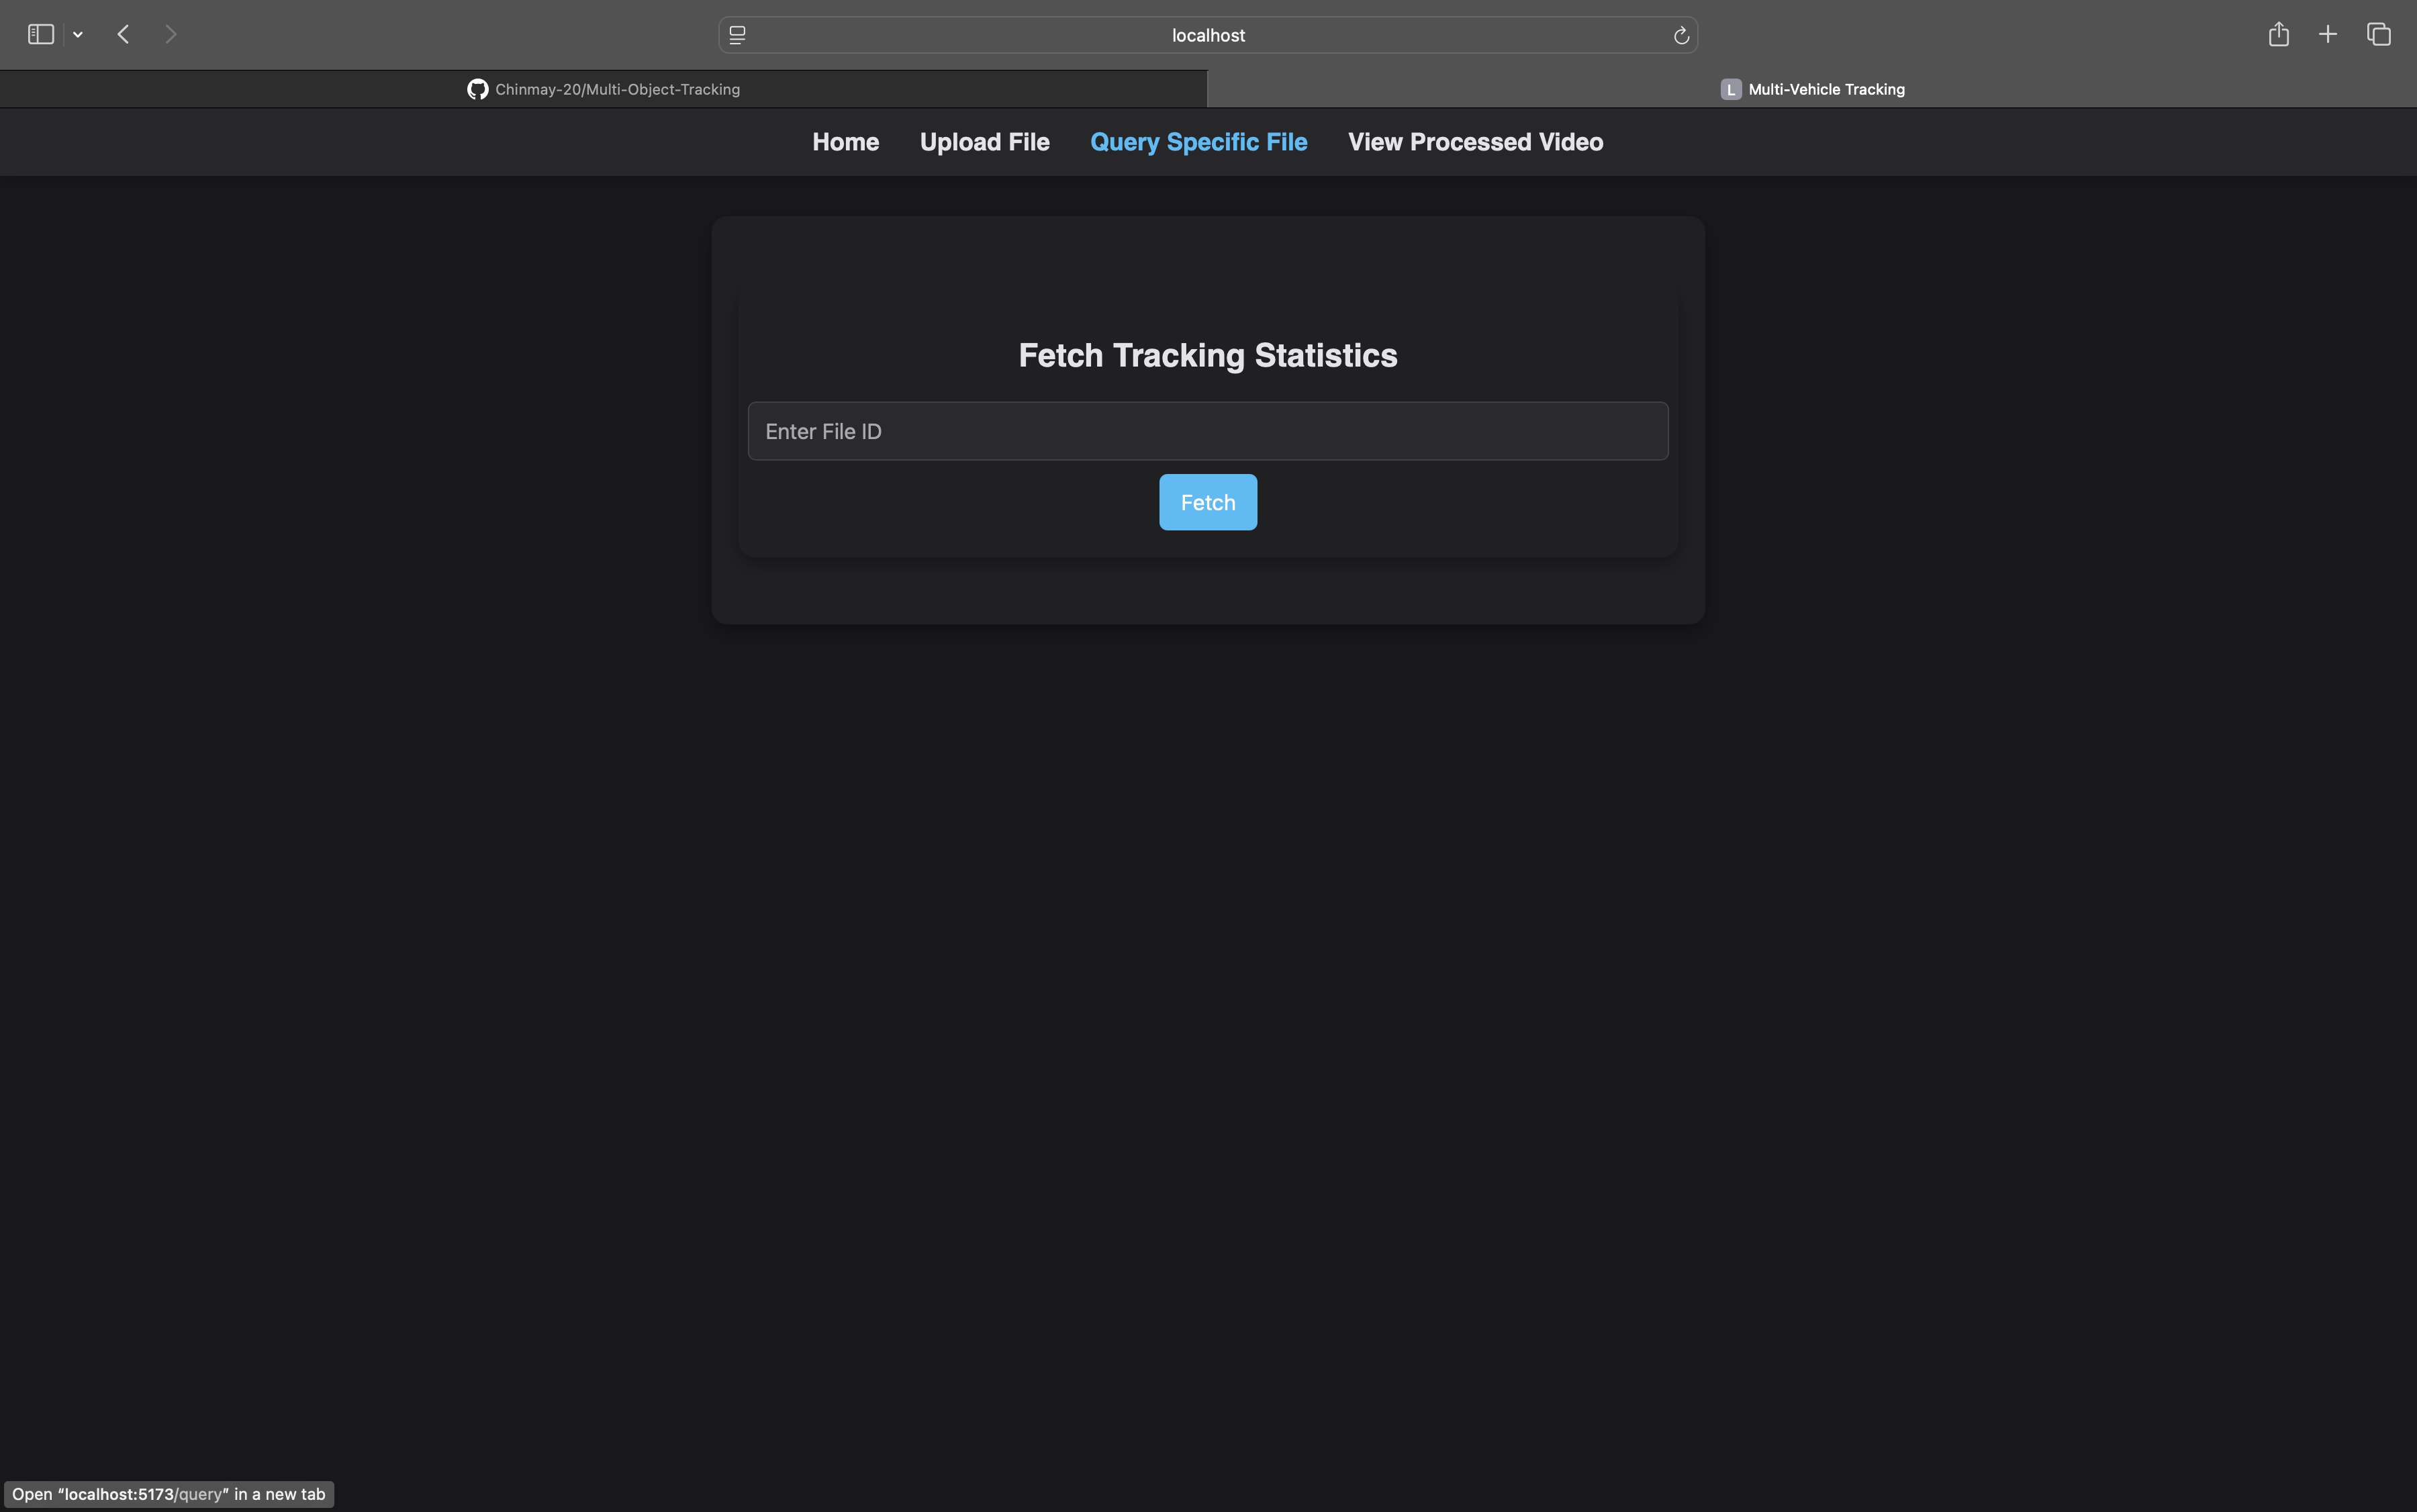 localhost
Chinmay-20/Multi-Object-Tracking
L Multi-Vehicle Tracking
Home Upload File Query Specific File View Processed Video
Fetch Tracking Statistics
Enter File ID
Fetch
Open “localhost:5173/query” in a new tab